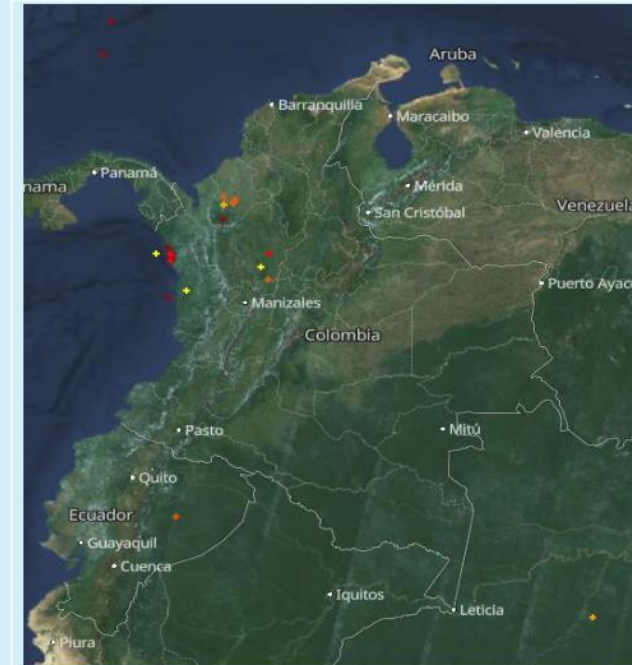 Aruba
Barranquilla
Maracaibo
Valencia
Panamá
nama
Mérida
San Cristóbal
Venezuela
Puerto Ayac
Manizales
Colombia
Pasto
Mitú
Quito
Ecuador
Guayaquil
Cuenca
Iquitos
Leticia
Piura